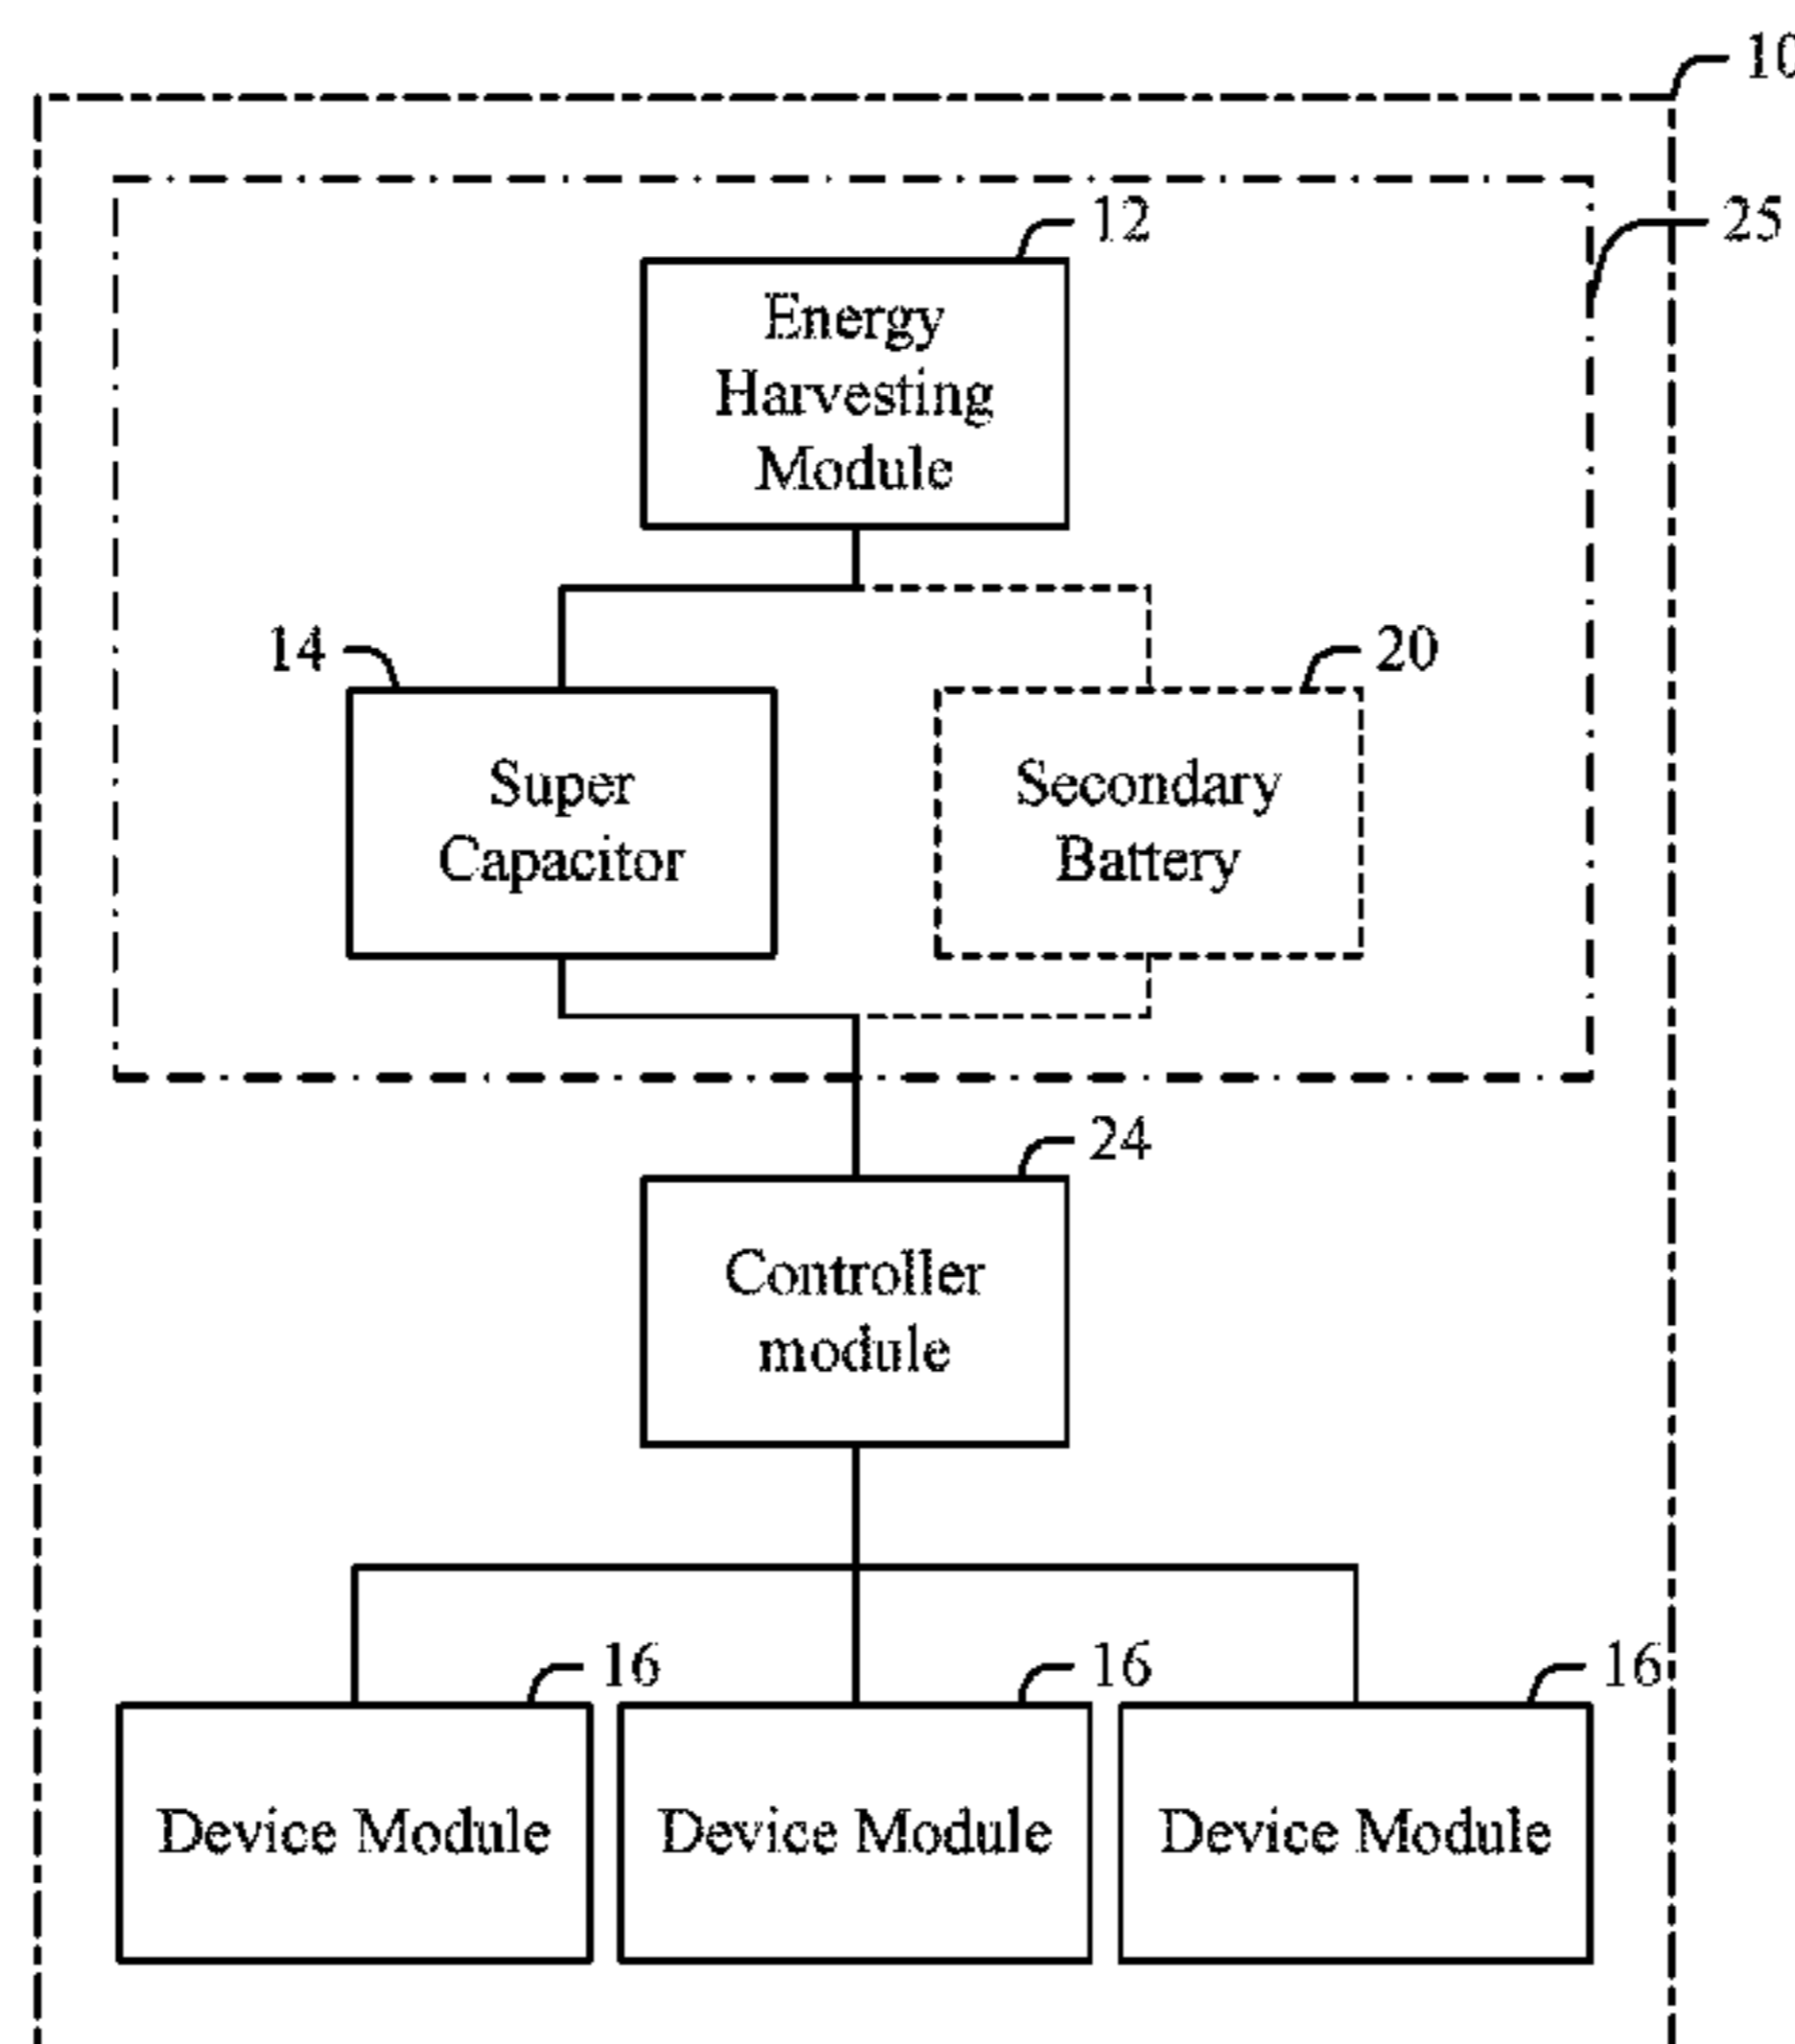 10
25
12
Energy
Harvesting
Module
14
20
Super
Capacitor
Secondary
Battery
24
Controller
module
16
16
16
Device Module
Device Module
Device Module